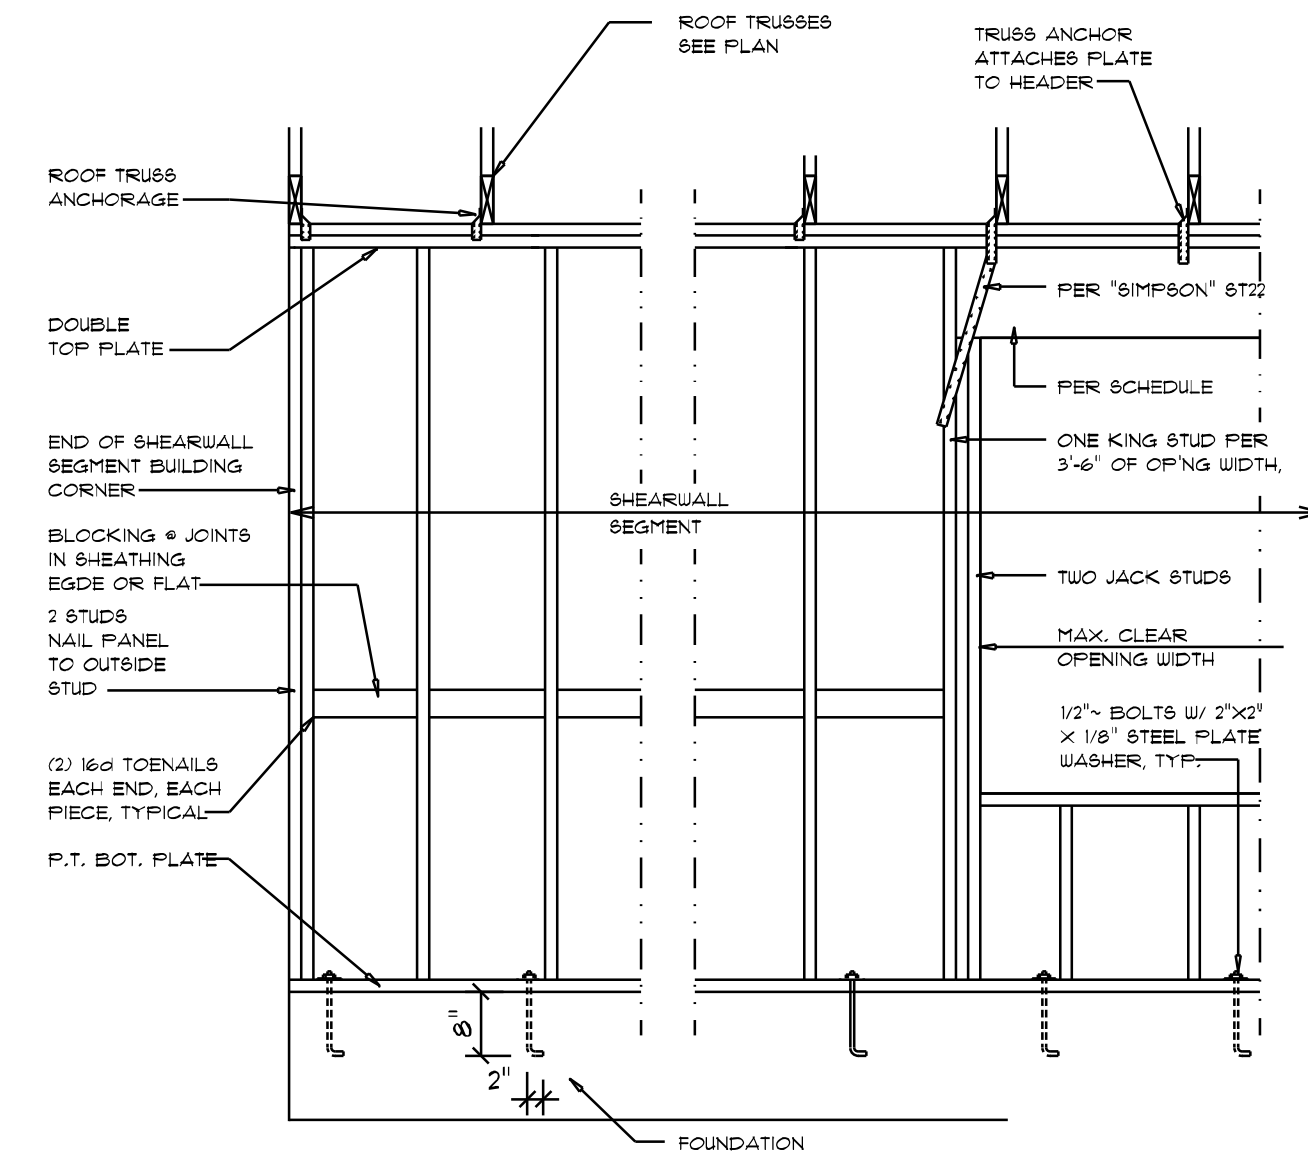 ROOF TRUSSES
SEE PLAN
TRUSS ANCHOR
ATTACHES PLATE
TO HEADER
ROOF TRUSS
ANCHORAGE
PER "SIMPSON" ST22
DOUBLE
TOP PLATE
PER SCHEDULE
END OF SHEARWALL
SEGMENT BUILDING
CORNER
ONE KING STUD PER
3'-6" OF OP'NG WIDTH,
SHEARWALL
SEGMENT
BLOCKING @ JOINTS
IN SHEATHING
EGDE OR FLAT
TWO JACK STUDS
2 STUDS
NAIL PANEL
TO OUTSIDE
STUD
MAX. CLEAR
OPENING WIDTH
1/2"~ BOLTS W/ 2"X2"
X 1/8" STEEL PLATE
WASHER, TYP.
(2) 16d TOENAILS
EACH END, EACH
PIECE, TYPICAL
P.T. BOT. PLATE
8"
2"
FOUNDATION